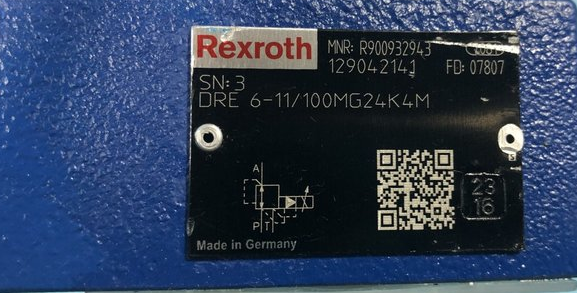 Rexroth
MNR: R900932943
129042141 FD: 07807
SN: 3
DRE 6-11/100MG24K4M
A
P T
23
16
Made in Germany